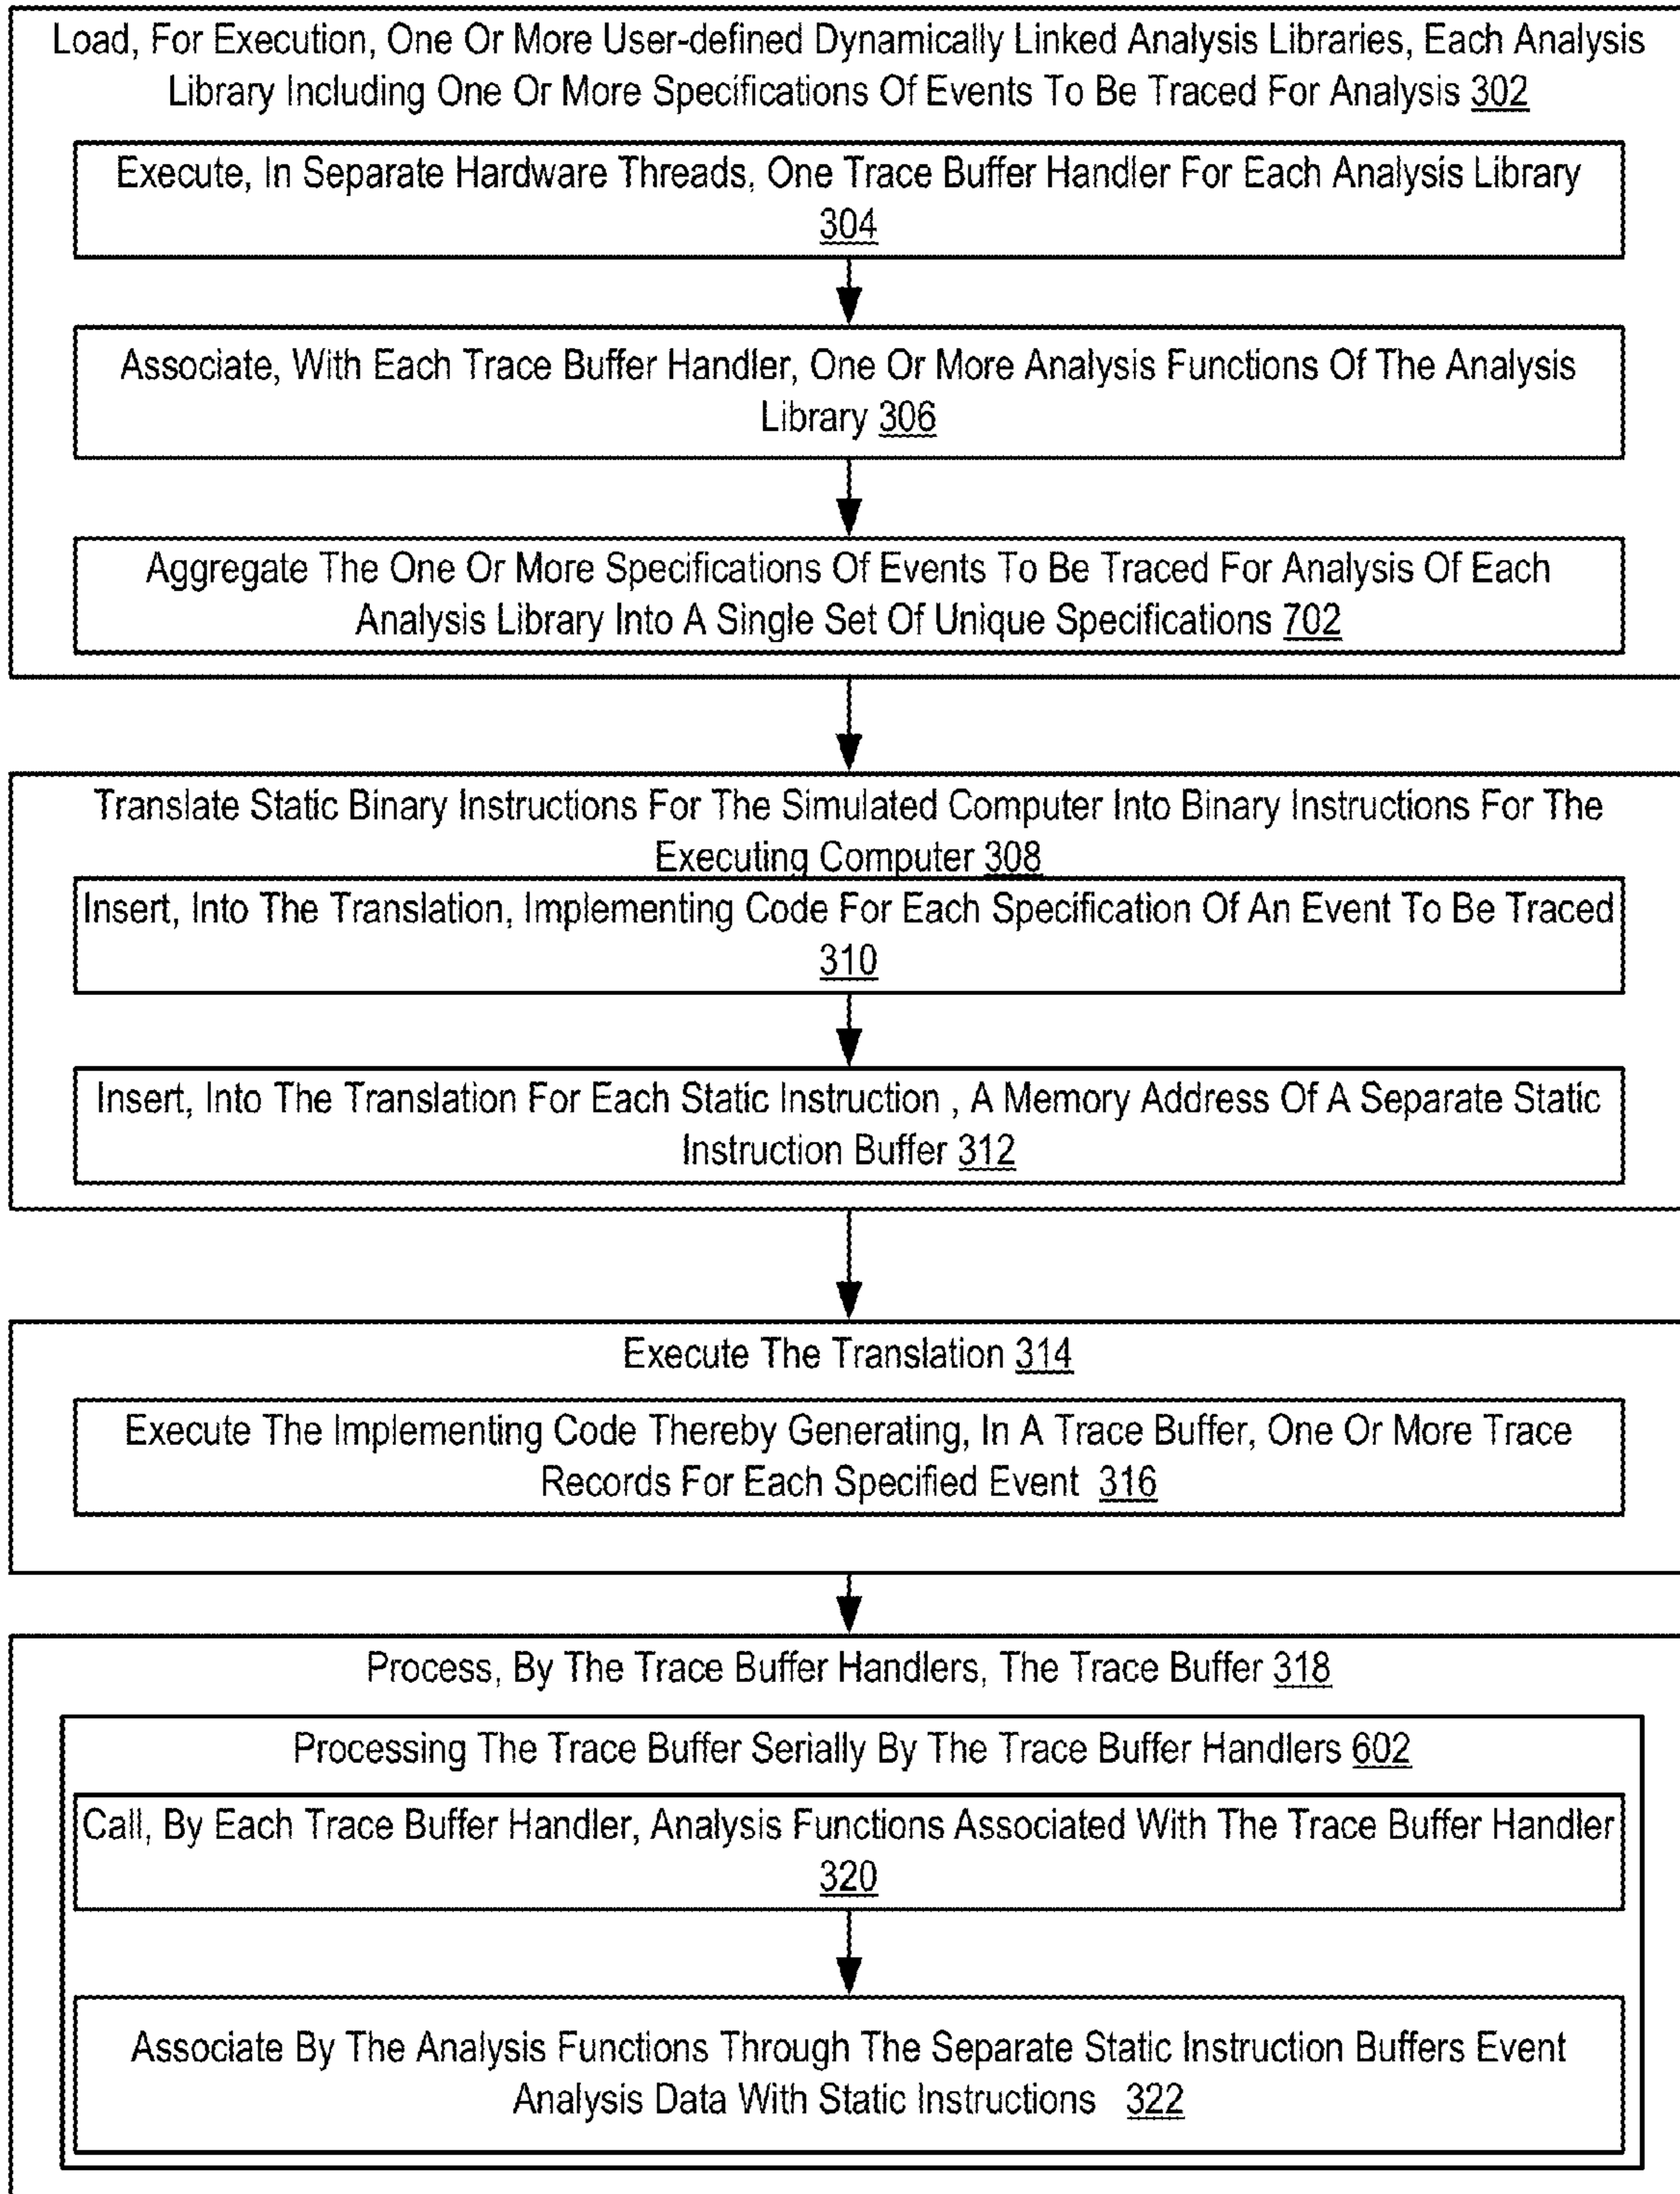 Load, For Execution, One Or More User-defined Dynamically Linked Analysis Libraries, Each Analysis
Library Including One Or More Specifications Of Events To Be Traced For Analysis 302
Execute, In Separate Hardware Threads, One Trace Buffer Handler For Each Analysis Library
304
Associate, With Each Trace Buffer Handler, One Or More Analysis Functions Of The Analysis
Library 306
Aggregate The One Or More Specifications Of Events To Be Traced For Analysis Of Each
Analysis Library Into A Single Set Of Unique Specifications 702
Translate Static Binary Instructions For The Simulated Computer Into Binary Instructions For The
Executing Computer 308
Insert, Into The Translation, Implementing Code For Each Specification Of An Event To Be Traced
310
Insert, Into The Translation For Each Static Instruction , A Memory Address Of A Separate Static
Instruction Buffer 312
Execute The Translation 314
Execute The Implementing Code Thereby Generating, In A Trace Buffer, One Or More Trace
Records For Each Specified Event 316
Process, By The Trace Buffer Handlers, The Trace Buffer 318
Processing The Trace Buffer Serially By The Trace Buffer Handlers 602
Call, By Each Trace Buffer Handler, Analysis Functions Associated With The Trace Buffer Handler
320
Associate By The Analysis Functions Through The Separate Static Instruction Buffers Event
Analysis Data With Static Instructions 322